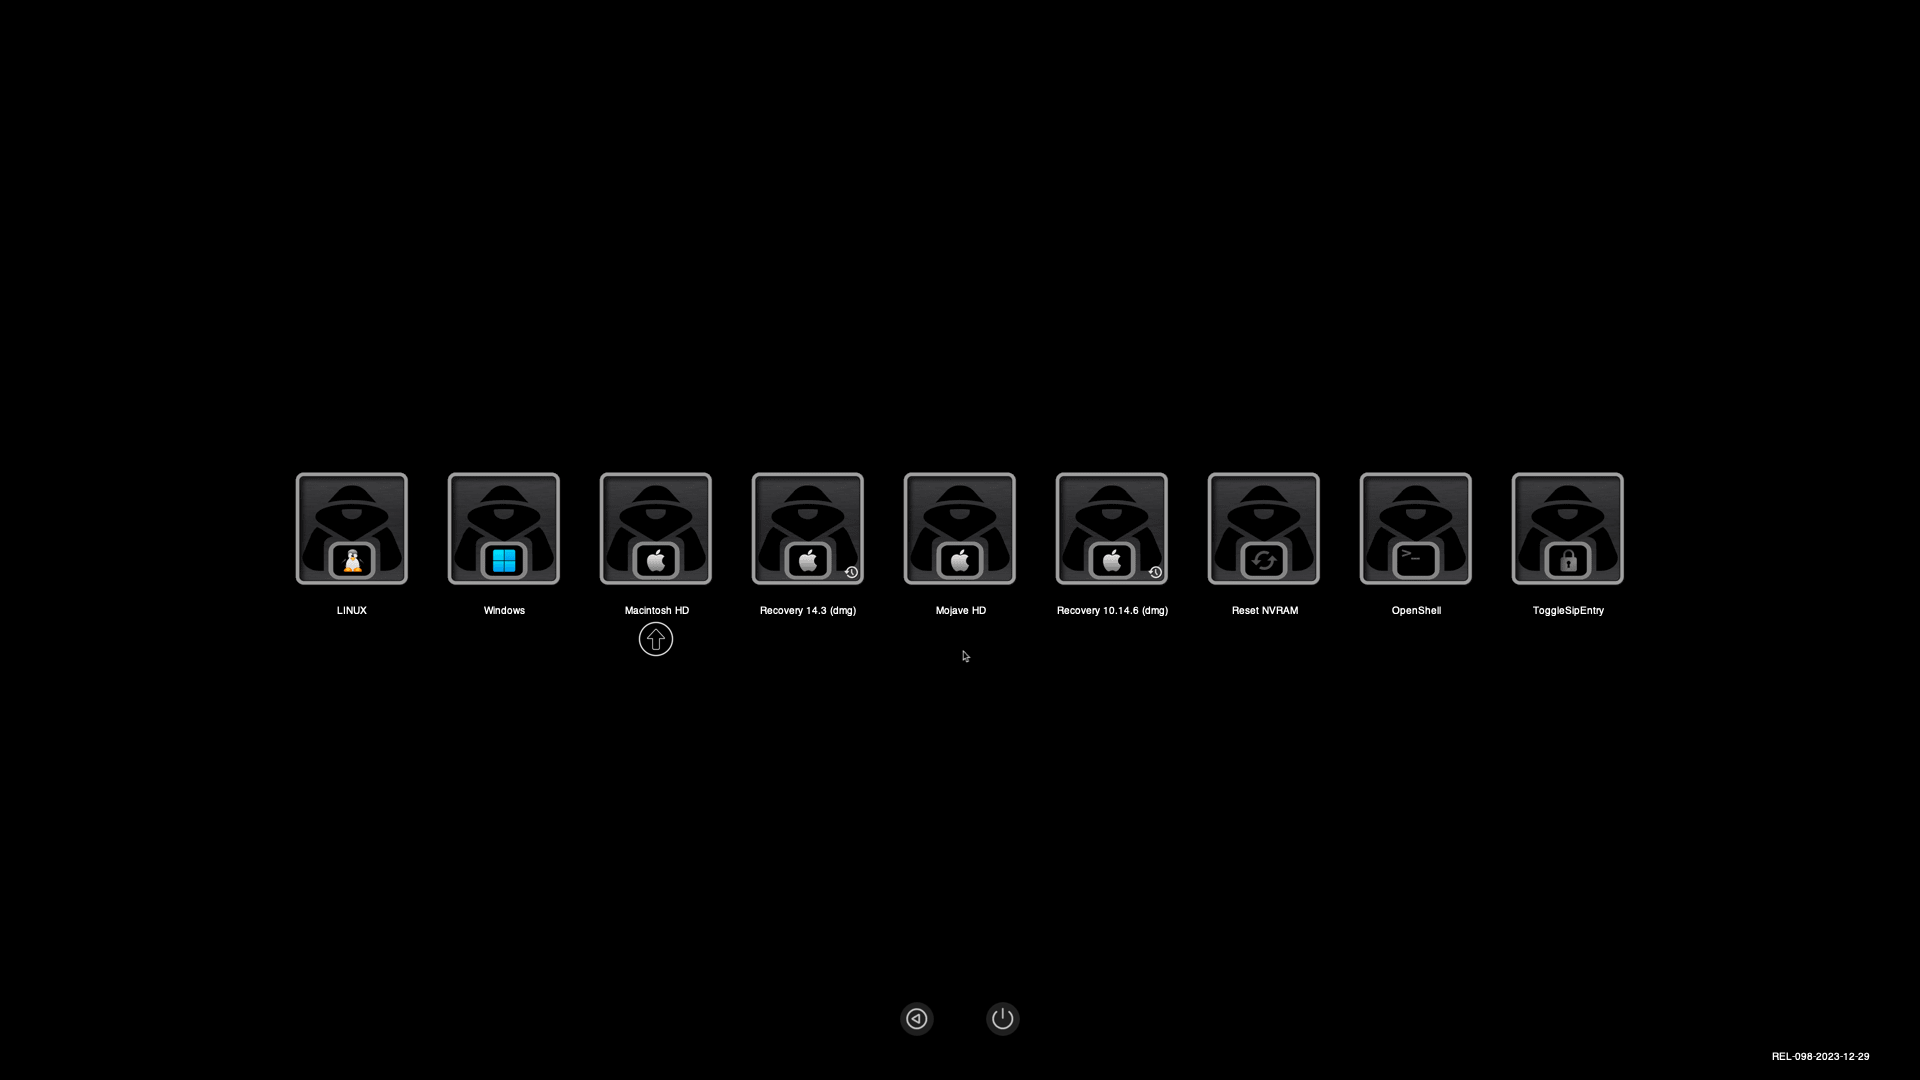 LINUX
Windows
Macintosh HD
Recovery 14.3 (dmg)
Mojave HD
Recovery 10.14.6 (dmg)
Reset NVRAM
OpenShell
ToggleSipEntry
REL-098-2023-12-29